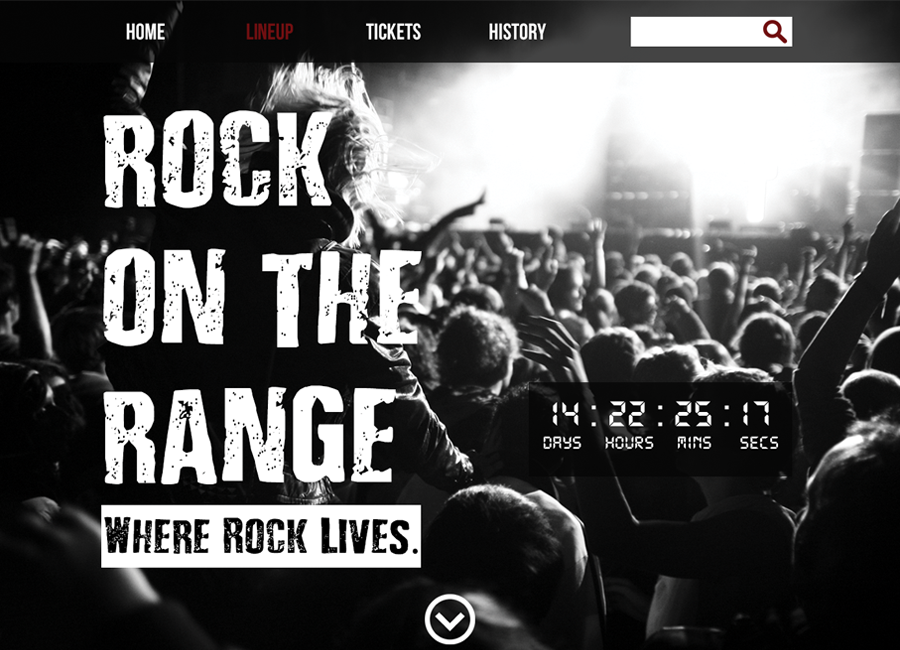 HOME LINEUP TICKETS HISTORY
ROCK
ON THE
RANGE
WHERE ROCK LIVES.
14 : 22 : 25 : 17
DAYS HOURS MINS SECS